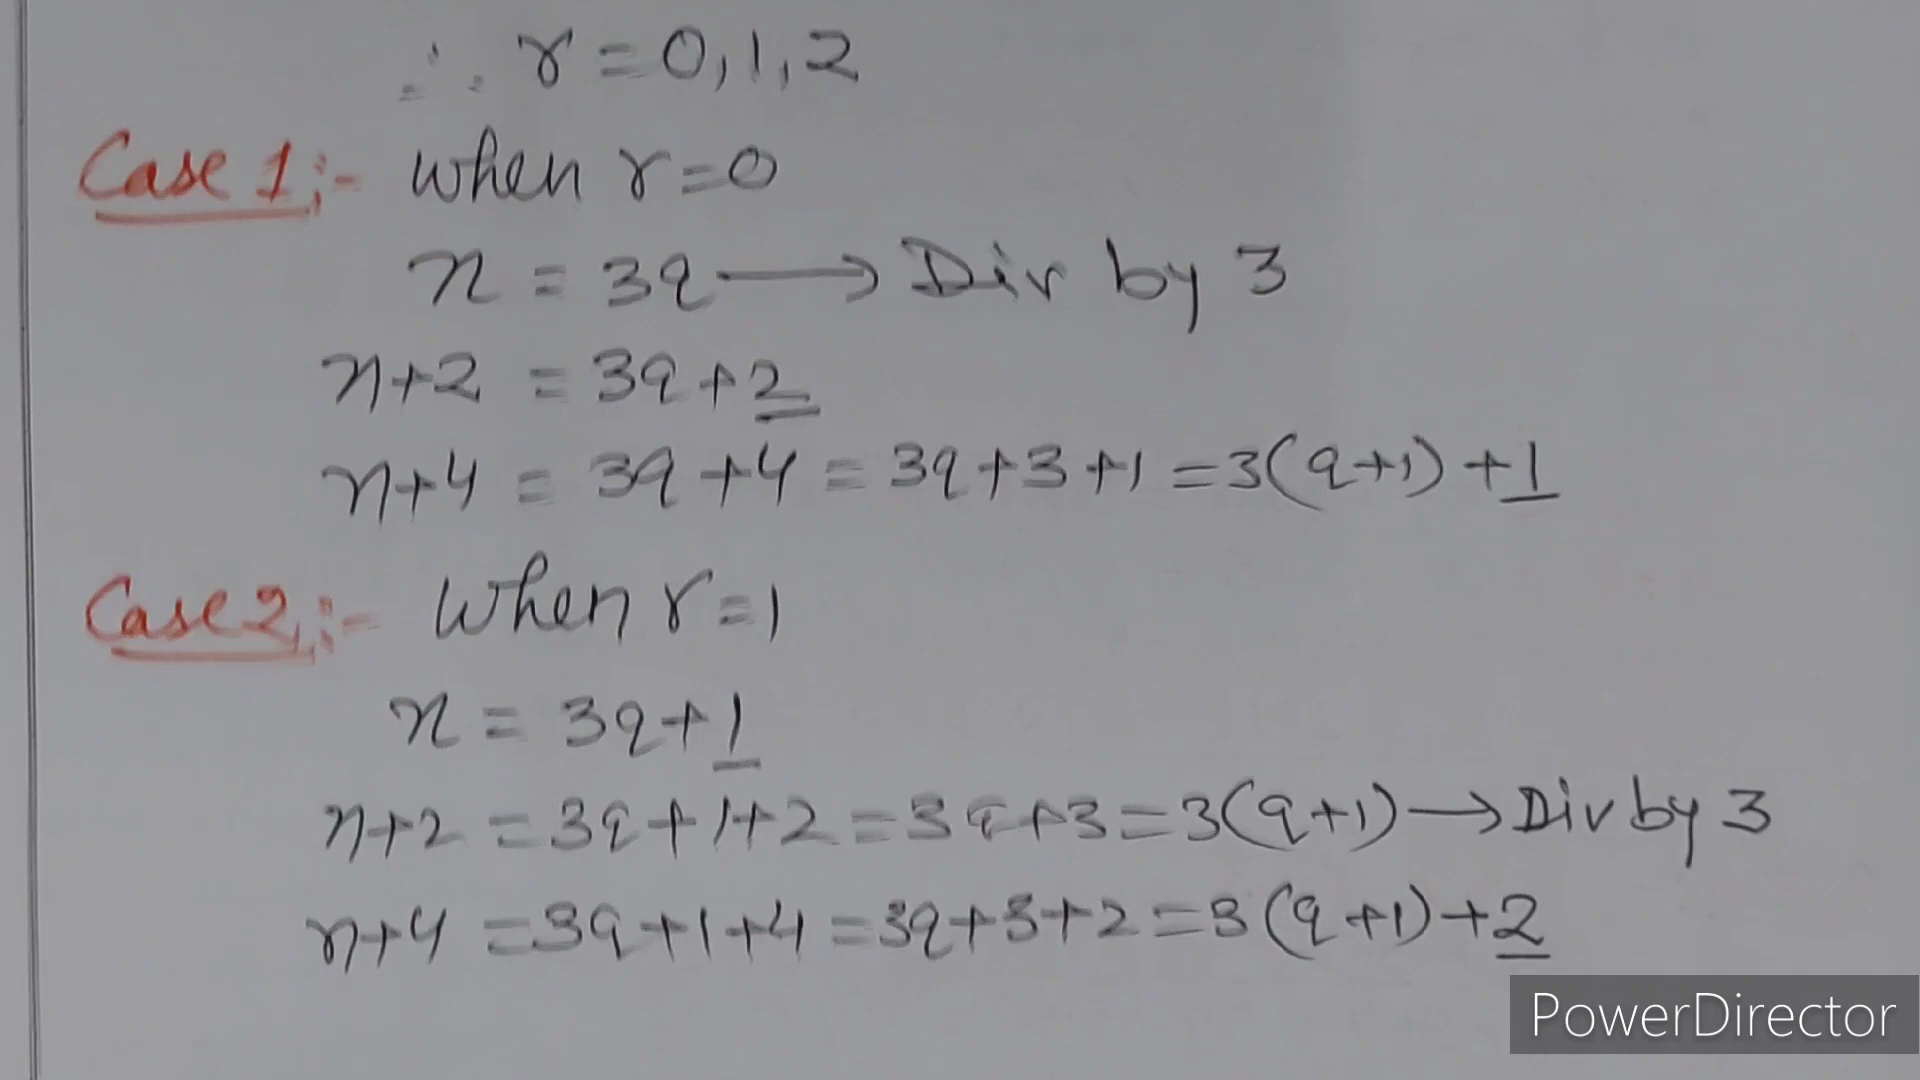 ∴ r = 0, 1, 2
Case 1:- when r = 0
n = 3q ⟶ Div by 3
n+2 = 3q+2
n+4 = 3q+4 = 3q+3+1 = 3(q+1)+1
Case 2:- when r = 1
n = 3q+1
n+2 = 3q+1+2 = 3q+3 = 3(q+1) ⟶ Div by 3
n+4 = 3q+1+4 = 3q+3+2 = 3(q+1)+2
PowerDirector